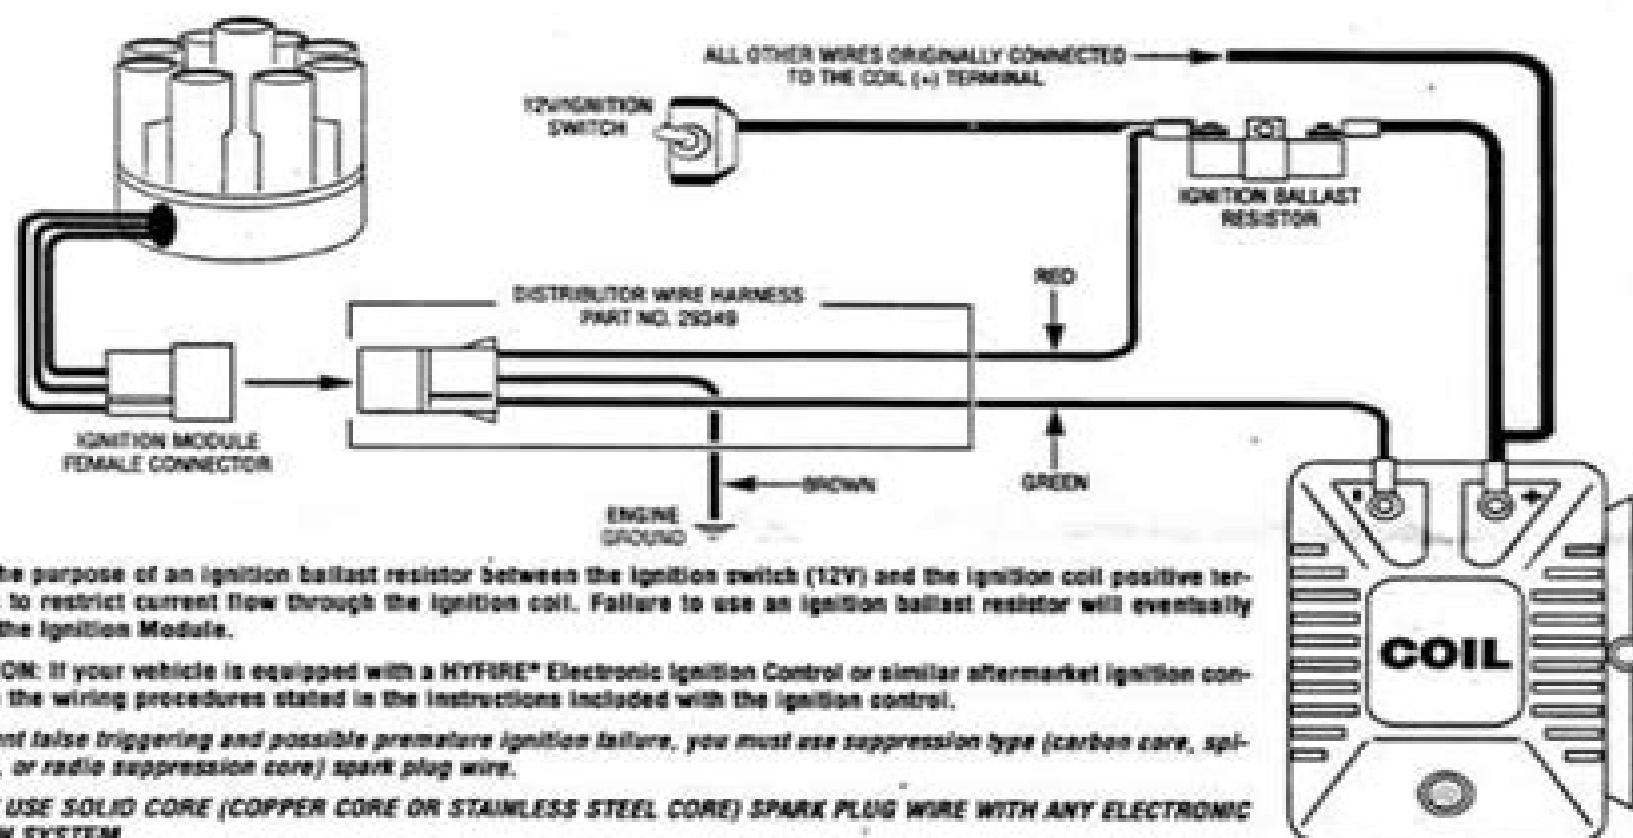 ALL OTHER WIRES ORIGINALLY CONNECTED
TO THE COIL (+) TERMINAL
12V/IGNITION
SWITCH
IGNITION BALLAST
RESISTOR
RED
DISTRIBUTOR WIRE HARNESS
PART NO. 29349
IGNITION MODULE
FEMALE CONNECTOR
BROWN
GREEN
ENGINE
GROUND
+
COIL
he purpose of an ignition ballast resistor between the ignition switch (12V) and the ignition coil positive ter-
to restrict current flow through the ignition coil. Failure to use an ignition ballast resistor will eventually
the Ignition Module.
ON: If your vehicle is equipped with a HYFIRE® Electronic Ignition Control or similar aftermarket ignition con-
the wiring procedures stated in the instructions included with the ignition control.
nt false triggering and possible premature ignition failure, you must use suppression type (carbon core, spi-
, or radio suppression core) spark plug wire.
USE SOLID CORE (COPPER CORE OR STAINLESS STEEL CORE) SPARK PLUG WIRE WITH ANY ELECTRONIC
N SYSTEM